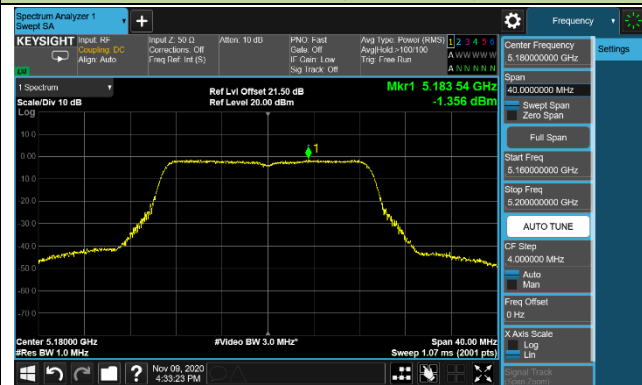 Spectrum Analyzer 1
Swept SA
Frequency
KEYSIGHT
Input: RF
Coupling: DC
Align: Auto
Input Z: 50 Ω
Corrections: Off
Freq Ref: Int (S)
Atten: 10 dB
PNO: Fast
Gate: Off
IF Gain: Low
Sig Track: Off
Avg Type: Power (RMS)
Avg|Hold:>100/100
Trig: Free Run
1 2 3 4 5 6
A W W W W W
A N N N N N
1 Spectrum
Scale/Div 10 dB
Log
Ref Lvl Offset 21.50 dB
Ref Level 20.00 dBm
Mkr1 5.183 54 GHz
-1.356 dBm
10.0
0.00
-10.0
-20.0
-30.0
-40.0
-50.0
-60.0
-70.0
1
Center 5.18000 GHz
#Res BW 1.0 MHz
#Video BW 3.0 MHz*
Span 40.00 MHz
Sweep 1.07 ms (2001 pts)
Nov 09, 2020
4:33:23 PM
Center Frequency
5.180000000 GHz
Settings
Span
40.0000000 MHz
Swept Span
Zero Span
Full Span
Start Freq
5.160000000 GHz
Stop Freq
5.200000000 GHz
AUTO TUNE
CF Step
4.000000 MHz
Auto
Man
Freq Offset
0 Hz
X Axis Scale
Log
Lin
Signal Track
(Span Zoom)